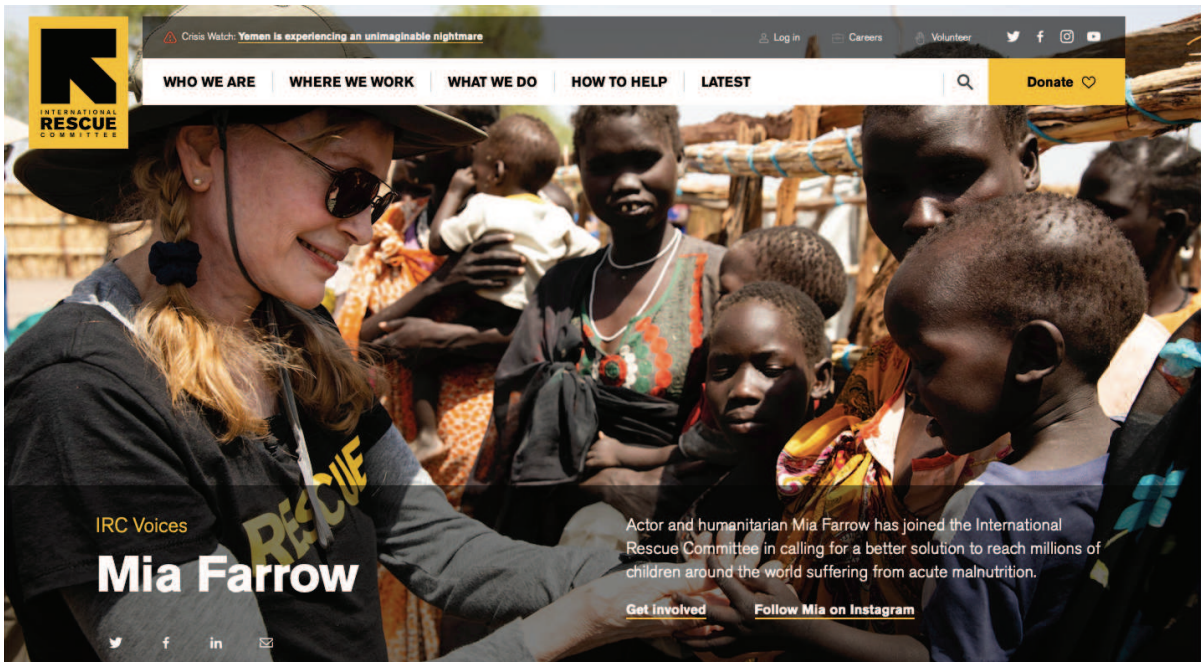 Crisis Watch: Yemen is experiencing an unimaginable nightmare
Log in
Careers
Volunteer
INTERNATIONAL
RESCUE
COMMITTEE
WHO WE ARE
WHERE WE WORK
WHAT WE DO
HOW TO HELP
LATEST
Donate
RESCUE
IRC Voices
Mia Farrow
Actor and humanitarian Mia Farrow has joined the International
Rescue Committee in calling for a better solution to reach millions of
children around the world suffering from acute malnutrition.
Get involved
Follow Mia on Instagram